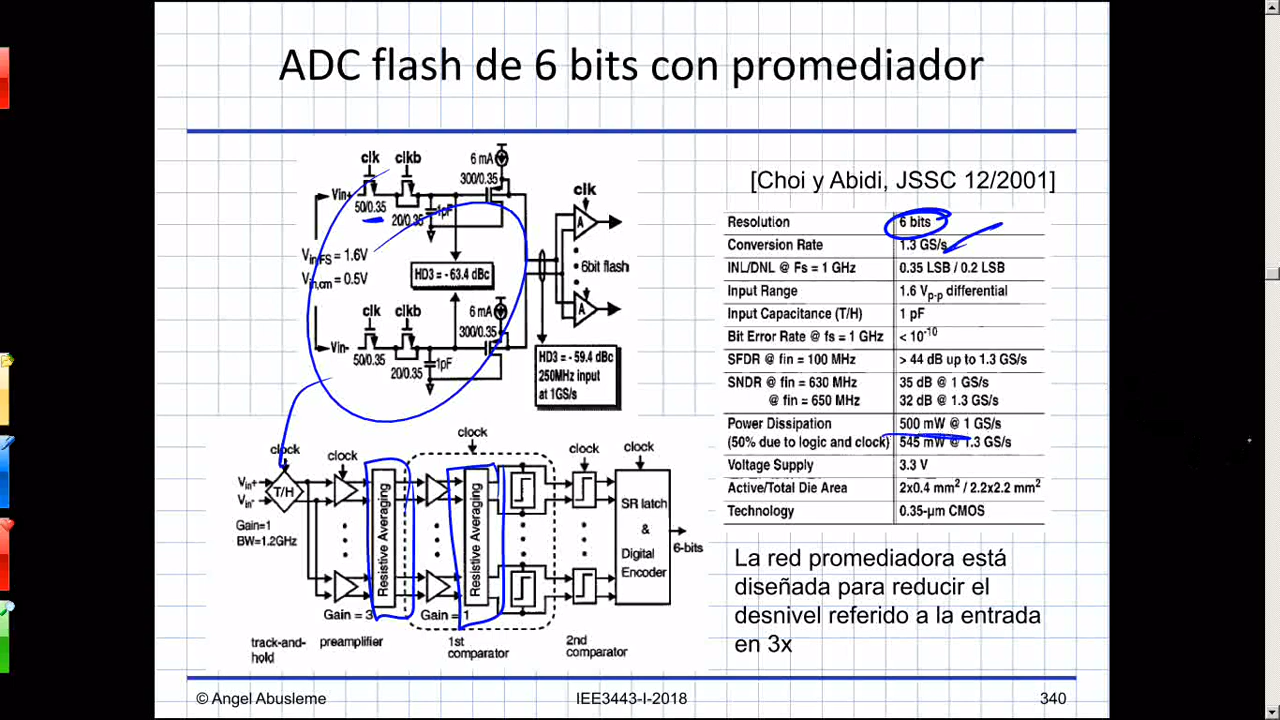 ADC flash de 6 bits con promediador
clk clkb 6 mA
300/0.35
Vin+
50/0.35
20/0.35 1pF
clk
A
Vin,FS = 1.6V
Vin,cm = 0.5V
HD3 = - 63.4 dBc
6bit flash
clk clkb 6 mA
300/0.35
A
Vin-
50/0.35
20/0.35 1pF
HD3 = - 59.4 dBc
250MHz input
at 1GS/s
[Choi y Abidi, JSSC 12/2001]
Resolution 6 bits
Conversion Rate 1.3 GS/s
INL/DNL @ Fs = 1 GHz 0.35 LSB / 0.2 LSB
Input Range 1.6 Vp-p differential
Input Capacitance (T/H) 1 pF
Bit Error Rate @ fs = 1 GHz < 10-10
SFDR @ fin = 100 MHz > 44 dB up to 1.3 GS/s
SNDR @ fin = 630 MHz 35 dB @ 1 GS/s
@ fin = 650 MHz 32 dB @ 1.3 GS/s
Power Dissipation 500 mW @ 1 GS/s
(50% due to logic and clock) 545 mW @ 1.3 GS/s
Voltage Supply 3.3 V
Active/Total Die Area 2x0.4 mm2 / 2.2x2.2 mm2
Technology 0.35-µm CMOS
clock clock clock clock clock
Vin+
Vin-
T/H
Gain=1
BW=1.2GHz
Resistive Averaging
Resistive Averaging
SR latch
&
Digital
Encoder
6-bits
Gain = 3 Gain = 1
track-and-
hold
preamplifier
1st
comparator
2nd
comparator
La red promediadora está
diseñada para reducir el
desnivel referido a la entrada
en 3x
© Angel Abusleme IEE3443-I-2018 340